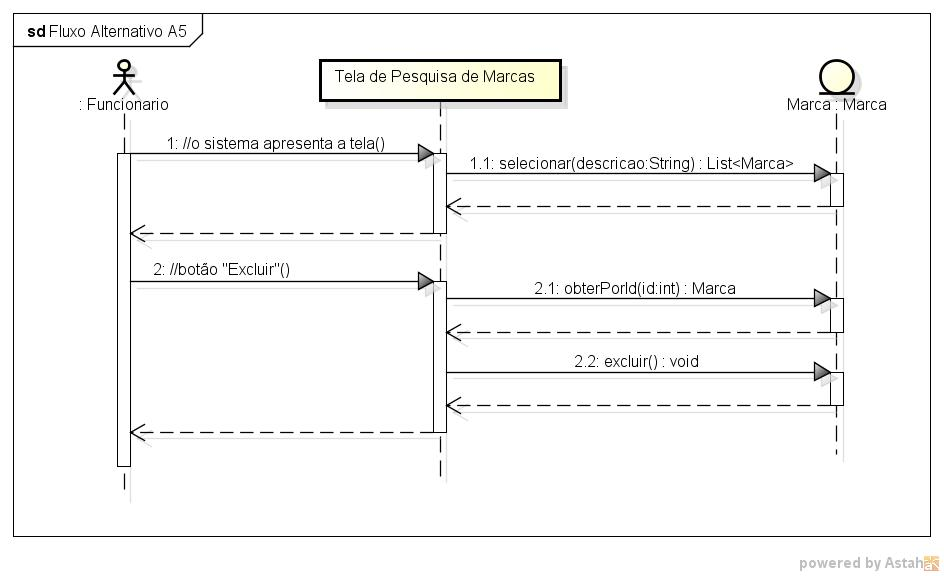 sd Fluxo Alternativo A5
: Funcionario
Tela de Pesquisa de Marcas
Marca : Marca
1: //o sistema apresenta a tela()
1.1: selecionar(descricao:String) : List<Marca>
2: //botão "Excluir"()
2.1: obterPorId(id:int) : Marca
2.2: excluir() : void
powered by Astah